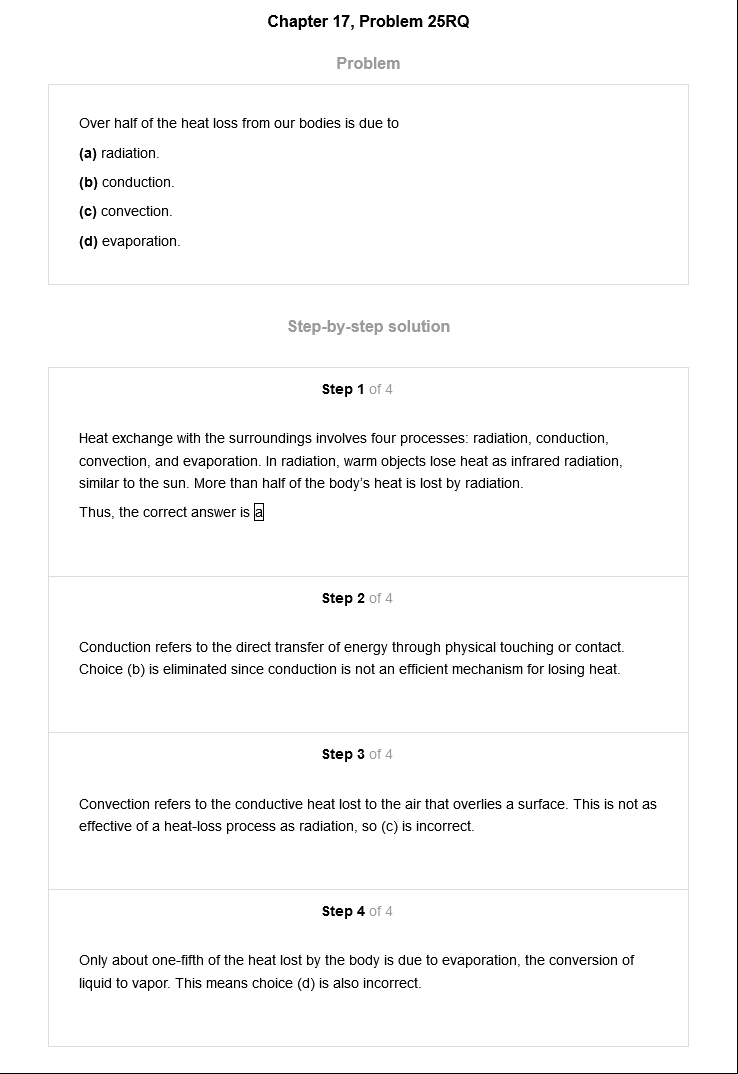 Chapter 17, Problem 25RQ
Problem
Over half of the heat loss from our bodies is due to
(a) radiation.
(b) conduction.
(c) convection.
(d) evaporation.
Step-by-step solution
Step 1 of 4
Heat exchange with the surroundings involves four processes: radiation, conduction,
convection, and evaporation. In radiation, warm objects lose heat as infrared radiation,
similar to the sun. More than half of the body's heat is lost by radiation.
Thus, the correct answer is a
Step 2 of 4
Conduction refers to the direct transfer of energy through physical touching or contact.
Choice (b) is eliminated since conduction is not an efficient mechanism for losing heat.
Step 3 of 4
Convection refers to the conductive heat lost to the air that overlies a surface. This is not as
effective of a heat-loss process as radiation, so (c) is incorrect.
Step 4 of 4
Only about one-fifth of the heat lost by the body is due to evaporation, the conversion of
liquid to vapor. This means choice (d) is also incorrect.